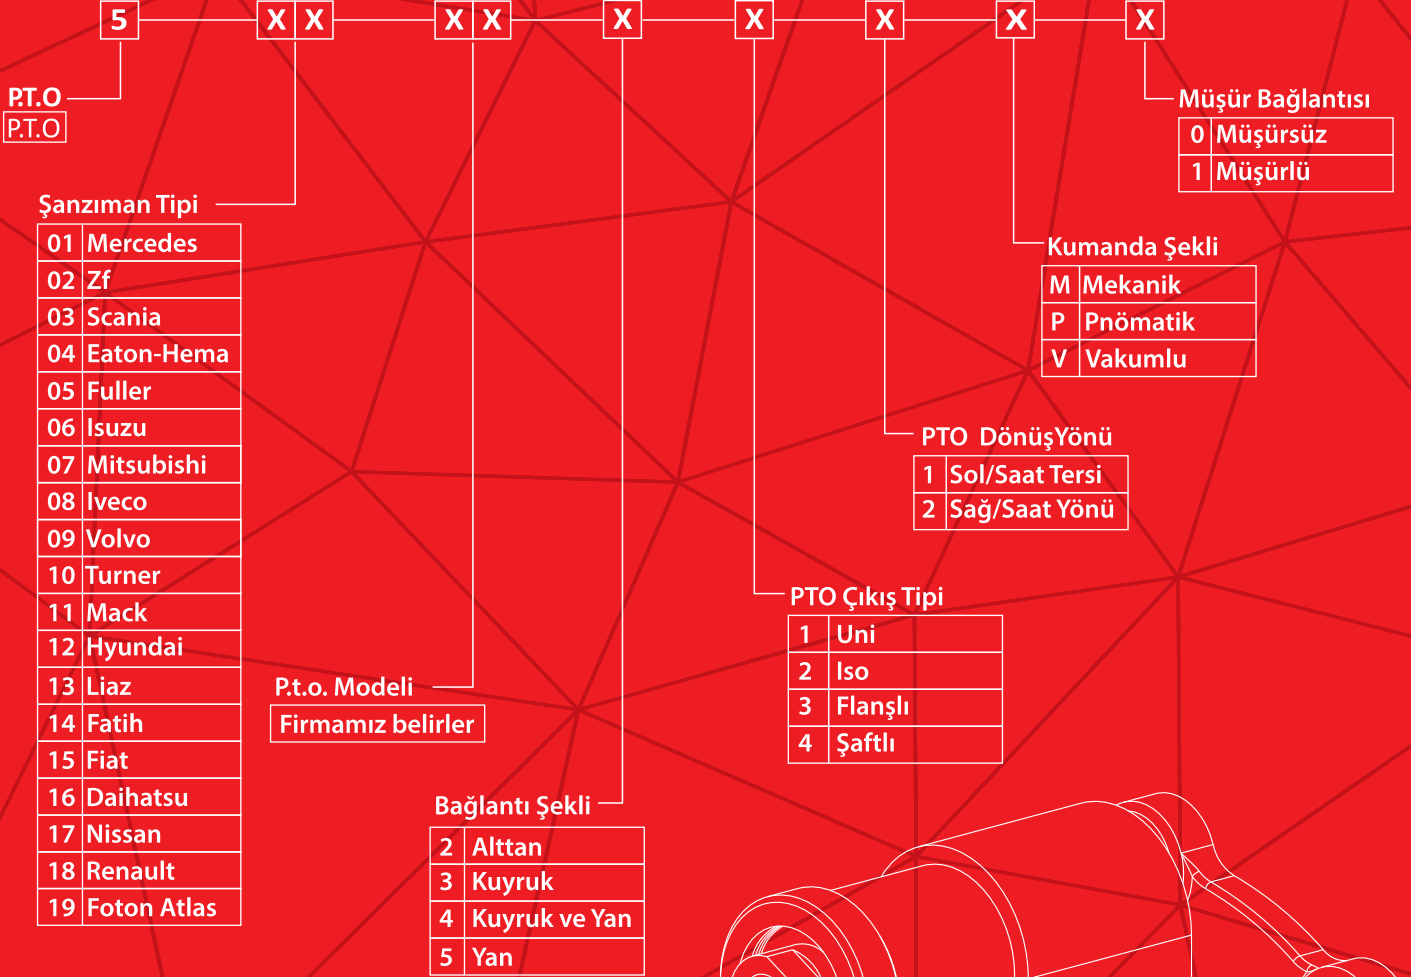 5 X X X X X X X X X
P.T.O
P.T.O
Müşür Bağlantısı
0 Müşürsüz
1 Müşürlü
Şanzıman Tipi
01 Mercedes
02 Zf
03 Scania
04 Eaton-Hema
05 Fuller
06 Isuzu
07 Mitsubishi
08 Iveco
09 Volvo
10 Turner
11 Mack
12 Hyundai
13 Liaz
14 Fatih
15 Fiat
16 Daihatsu
17 Nissan
18 Renault
19 Foton Atlas
Kumanda Şekli
M Mekanik
P Pnömatik
V Vakumlu
PTO DönüşYönü
1 Sol/Saat Tersi
2 Sağ/Saat Yönü
PTO Çıkış Tipi
1 Uni
2 Iso
3 Flanşlı
4 Şaftlı
P.t.o. Modeli
Firmamız belirler
Bağlantı Şekli
2 Alttan
3 Kuyruk
4 Kuyruk ve Yan
5 Yan